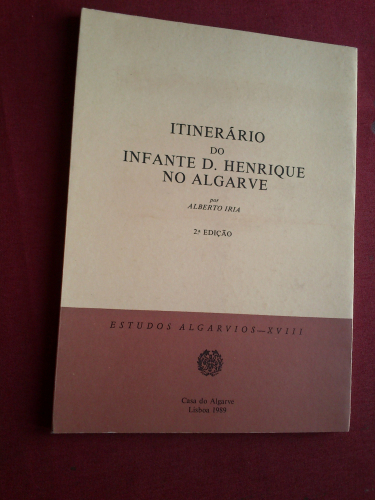 ITINERÁRIO
DO
INFANTE D. HENRIQUE
NO ALGARVE
por
ALBERTO IRIA
2ª EDIÇÃO
ESTUDOS ALGARVIOS—XVIII
Casa do Algarve
Lisboa 1989